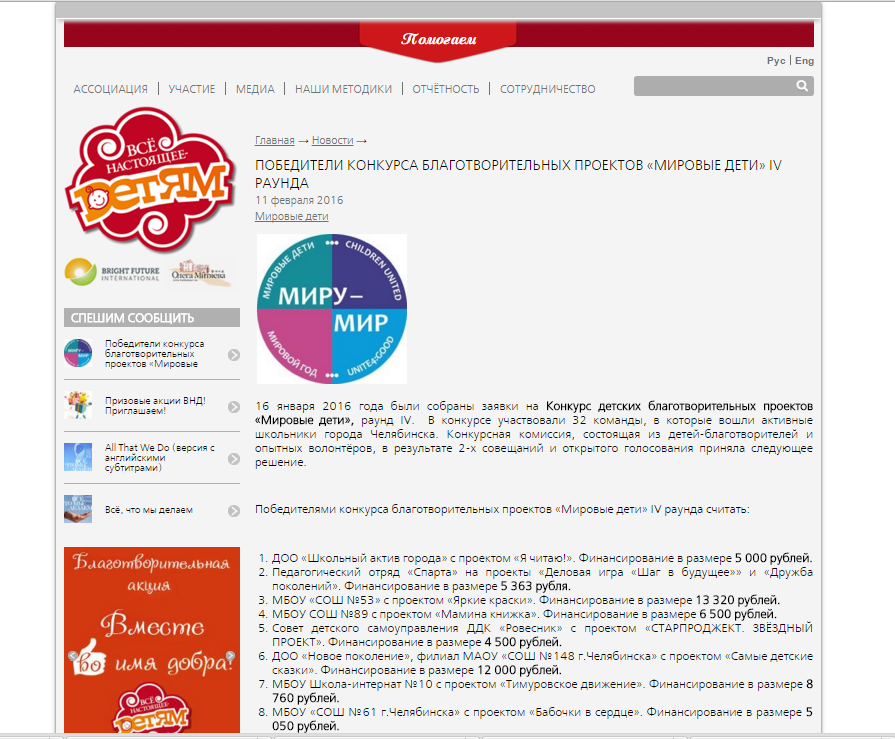 Помогаем
Рус | Eng
АССОЦИАЦИЯ | УЧАСТИЕ | МЕДИА | НАШИ МЕТОДИКИ | ОТЧЁТНОСТЬ | СОТРУДНИЧЕСТВО
ВСЁ
НАСТОЯЩЕЕ-
ДЕТЯМ
BRIGHT FUTURE
INTERNATIONAL
Олега Митяева
СПЕШИМ СООБЩИТЬ
Победители конкурса
благотворительных
проектов «Мировые
Призовые акции ВНД!
Приглашаем!
All That We Do (версия с
английскими
субтитрами)
Всё, что мы делаем
Благотворительная
акция
Вместе
во имя добра!
ВСЁ
НАСТОЯЩЕЕ-
ДЕТЯМ
Главная → Новости →
ПОБЕДИТЕЛИ КОНКУРСА БЛАГОТВОРИТЕЛЬНЫХ ПРОЕКТОВ «МИРОВЫЕ ДЕТИ» IV
РАУНДА
11 февраля 2016
Мировые дети
МИРОВЫЕ ДЕТИ ••• CHILDREN UNITED
МИРУ–
МИР
МИРОВОЙ ГОД ••• UNITE4GOOD
16 января 2016 года были собраны заявки на Конкурс детских благотворительных проектов
«Мировые дети», раунд IV. В конкурсе участвовали 32 команды, в которые вошли активные
школьники города Челябинска. Конкурсная комиссия, состоящая из детей-благотворителей и
опытных волонтёров, в результате 2-х совещаний и открытого голосования приняла следующее
решение.
Победителями конкурса благотворительных проектов «Мировые дети» IV раунда считать:
1. ДОО «Школьный актив города» с проектом «Я читаю!». Финансирование в размере 5 000 рублей.
2. Педагогический отряд «Спарта» на проекты «Деловая игра «Шаг в будущее»» и «Дружба
поколений». Финансирование в размере 5 363 рубля.
3. МБОУ «СОШ №53» с проектом «Яркие краски». Финансирование в размере 13 320 рублей.
4. МБОУ СОШ №89 с проектом «Мамина книжка». Финансирование в размере 6 500 рублей.
5. Совет детского самоуправления ДДК «Ровесник» с проектом «СТАРПРОДЖЕКТ. ЗВЁЗДНЫЙ
ПРОЕКТ». Финансирование в размере 4 500 рублей.
6. ДОО «Новое поколение», филиал МАОУ «СОШ №148 г.Челябинска» с проектом «Самые детские
сказки». Финансирование в размере 12 000 рублей.
7. МБОУ Школа-интернат №10 с проектом «Тимуровское движение». Финансирование в размере 8
760 рублей.
8. МБОУ «СОШ №61 г.Челябинска» с проектом «Бабочки в сердце». Финансирование в размере 5
050 рублей.